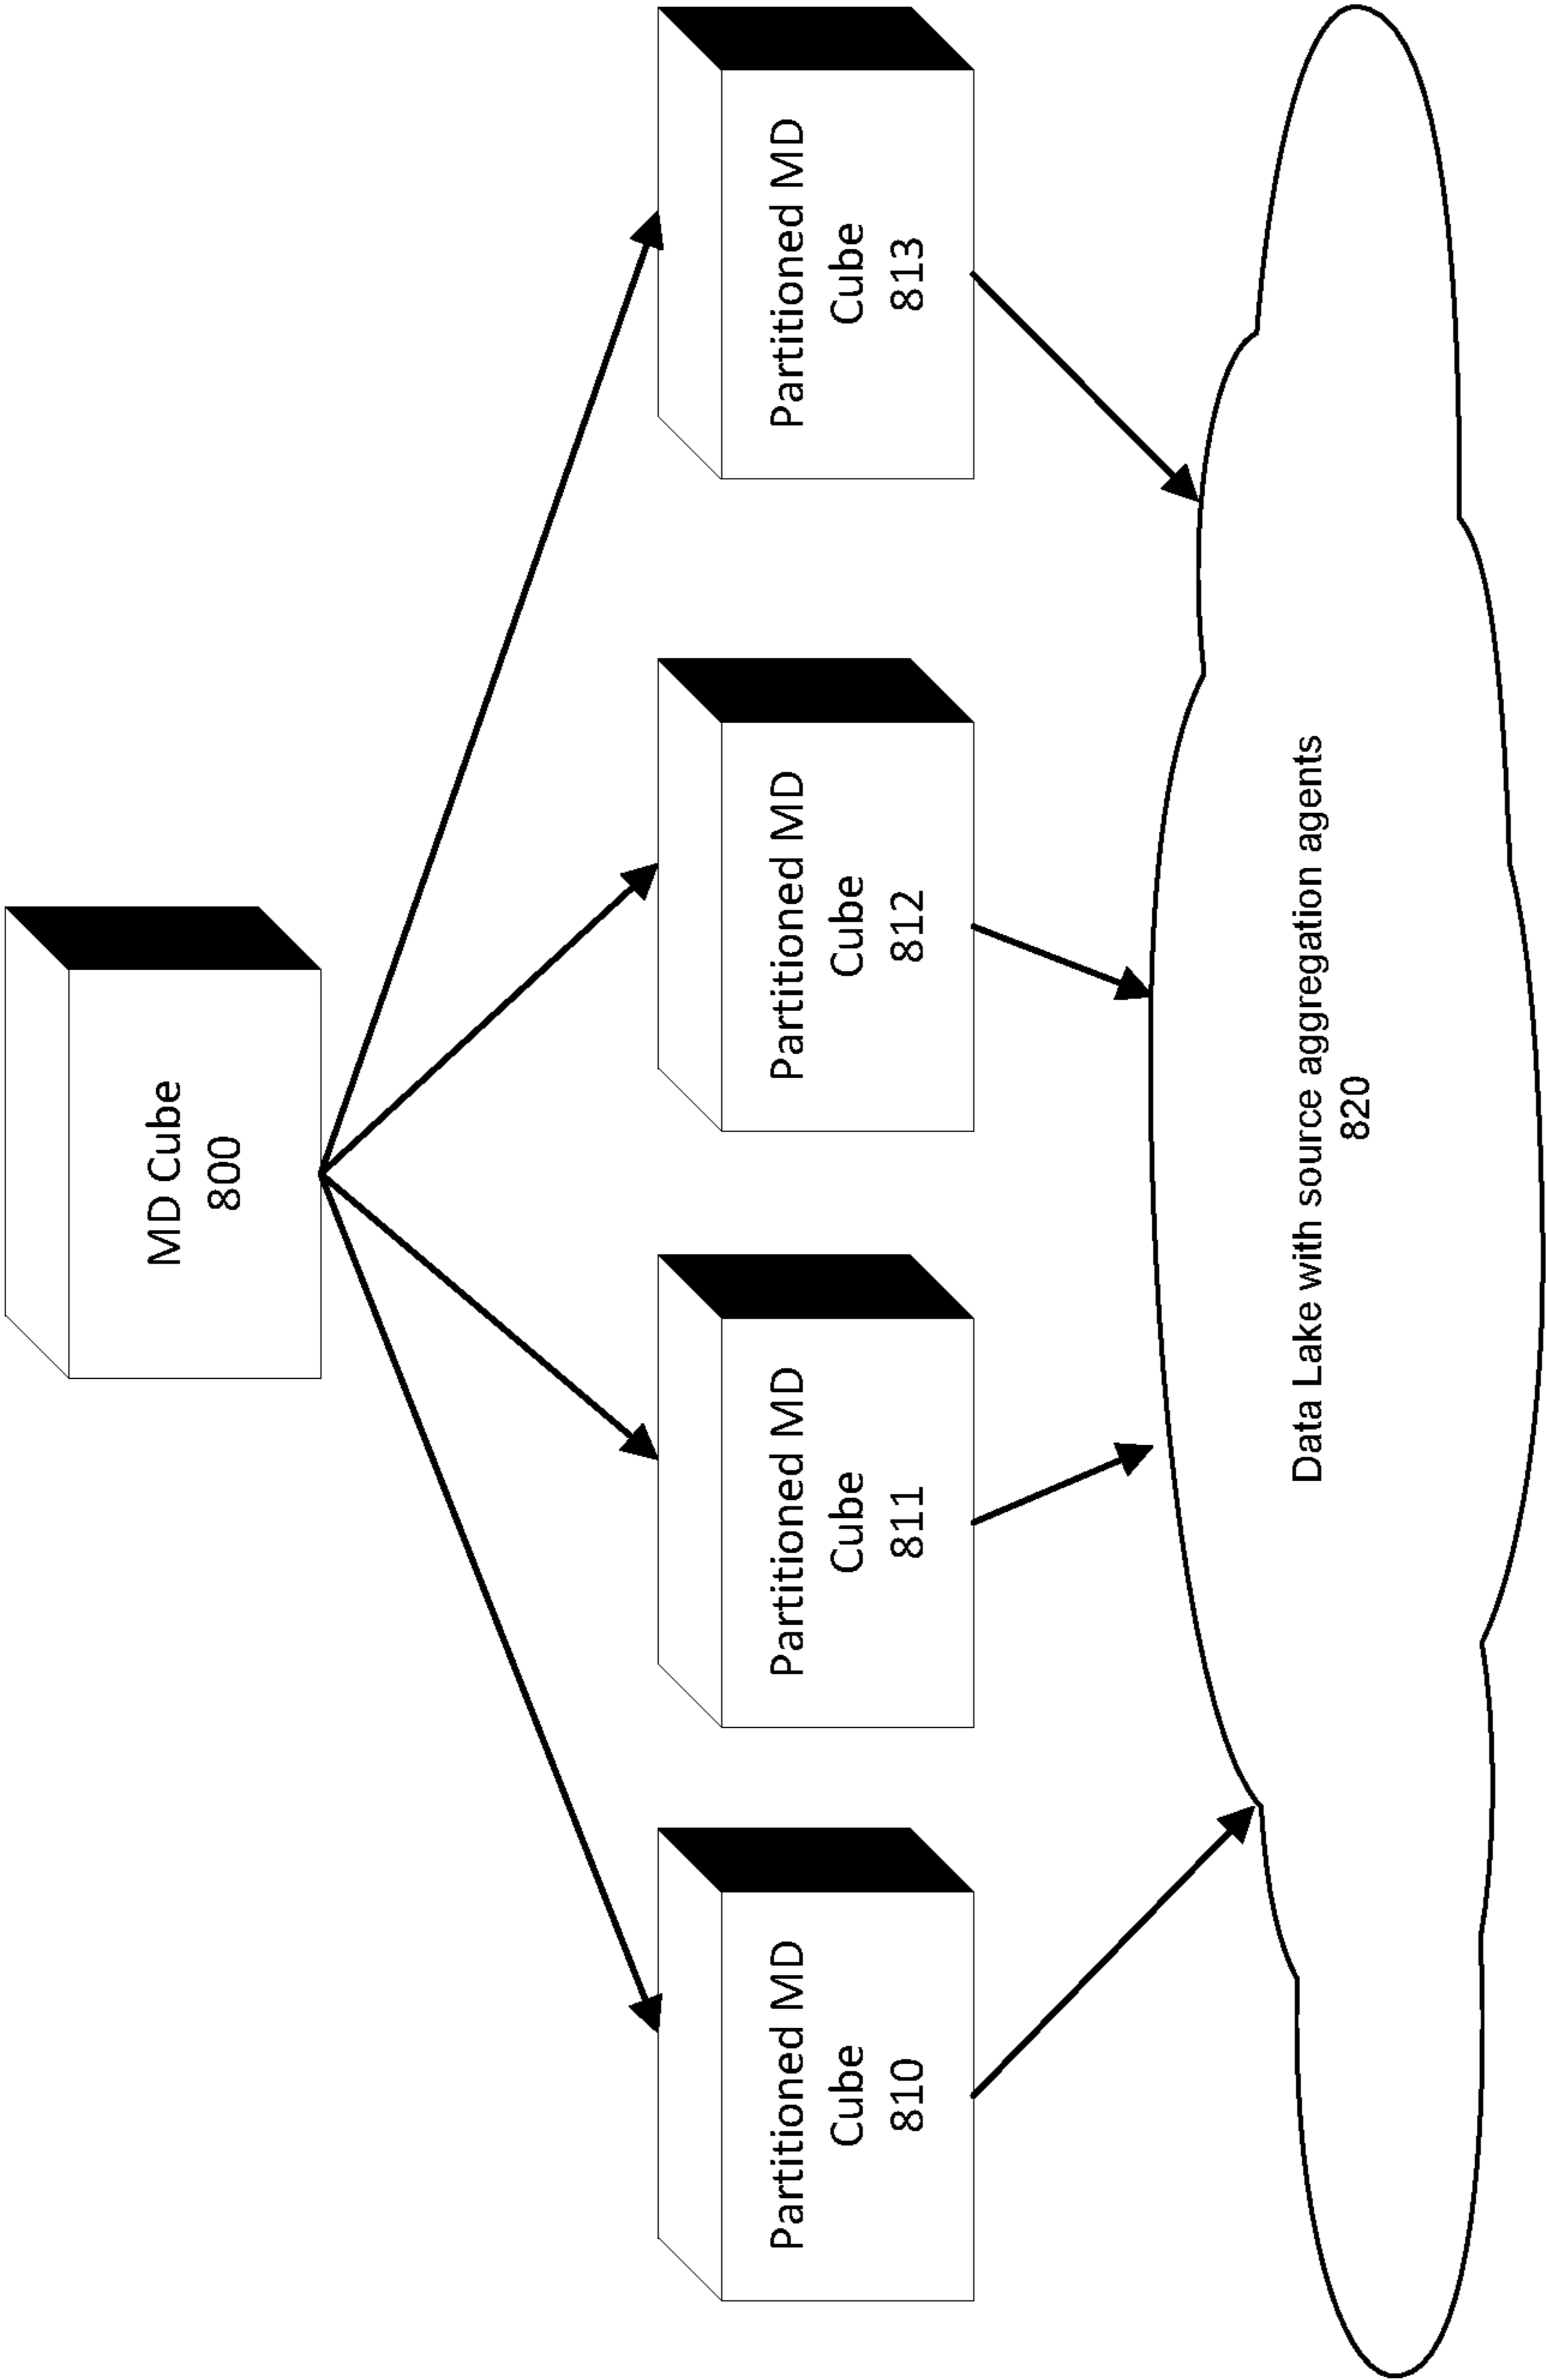 MD Cube
800
Partitioned MD
Cube
810
Partitioned MD
Cube
811
Partitioned MD
Cube
812
Partitioned MD
Cube
813
Data Lake with source aggregation agents
820